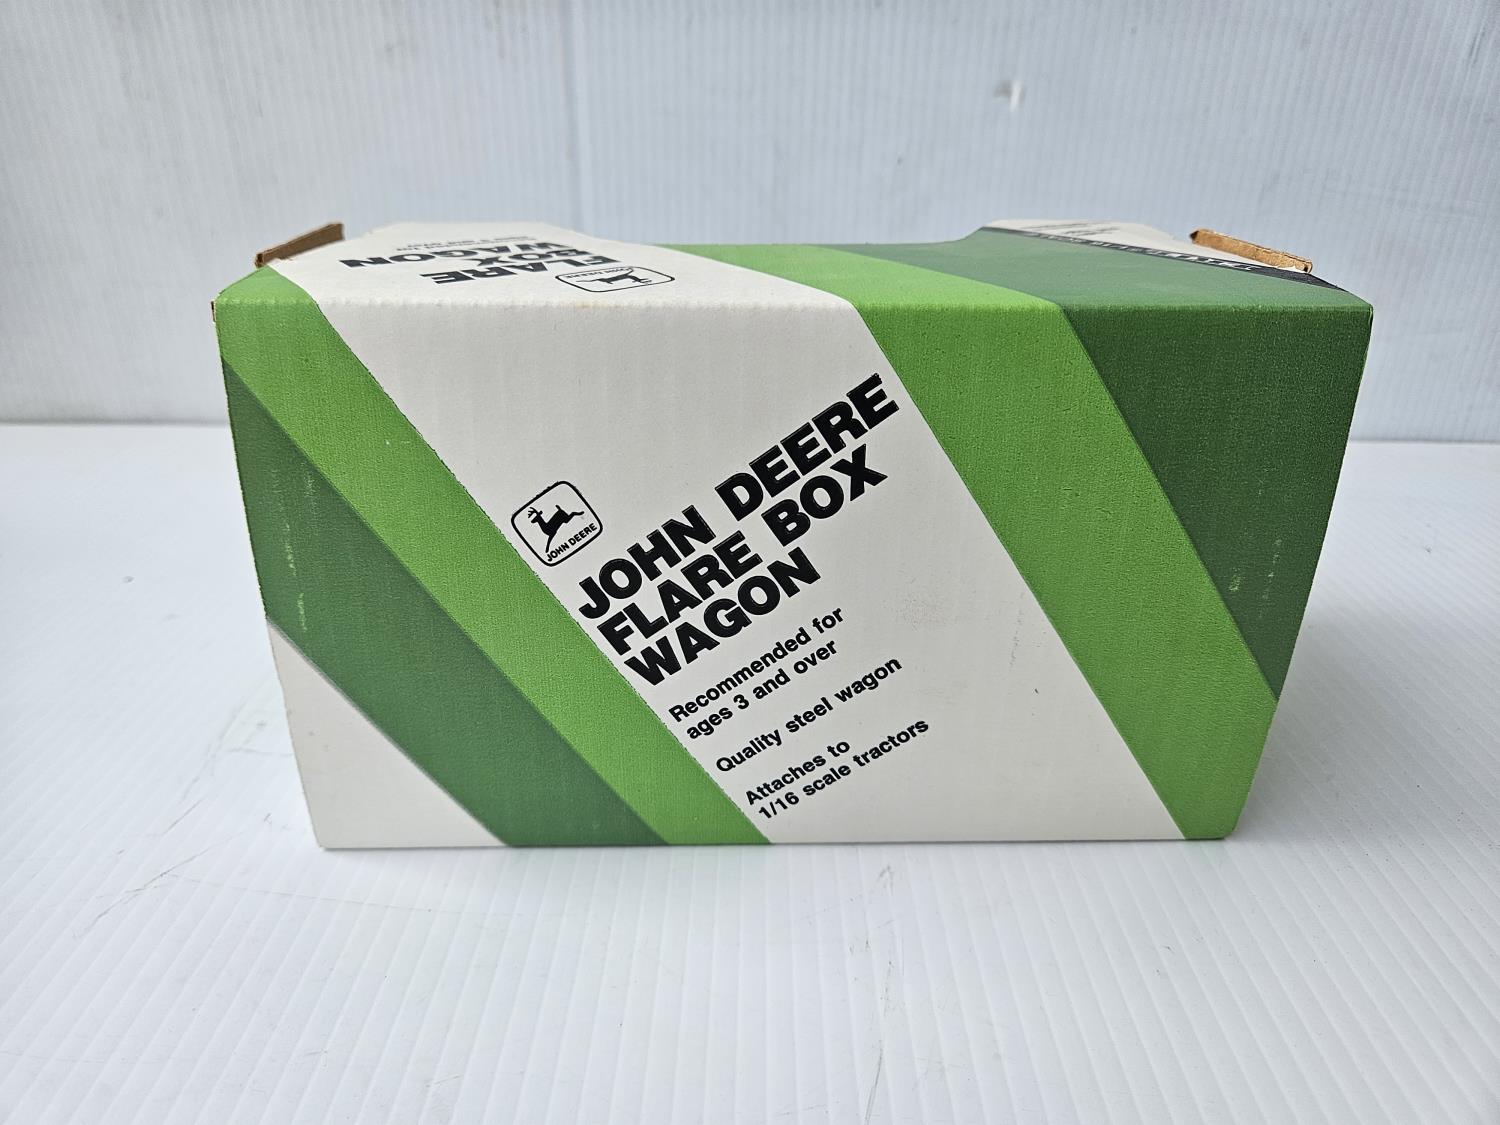 FLARE
BOX
WAGON
JOHN DEERE
JOHN DEERE
JOHN DEERE
FLARE BOX
WAGON
Recommended for
ages 3 and over
Quality steel wagon
Attaches to
1/16 scale tractors